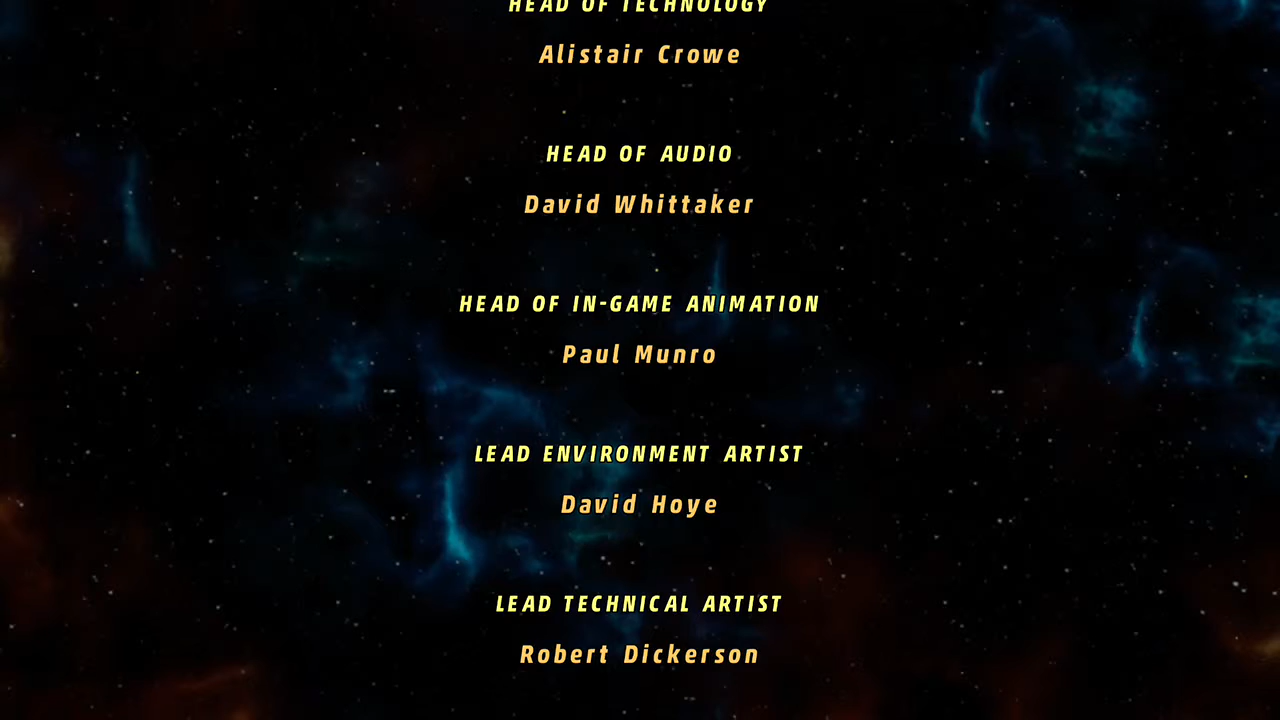 HEAD OF TECHNOLOGY
Alistair Crowe
HEAD OF AUDIO
David Whittaker
HEAD OF IN-GAME ANIMATION
Paul Munro
LEAD ENVIRONMENT ARTIST
David Hoye
LEAD TECHNICAL ARTIST
Robert Dickerson